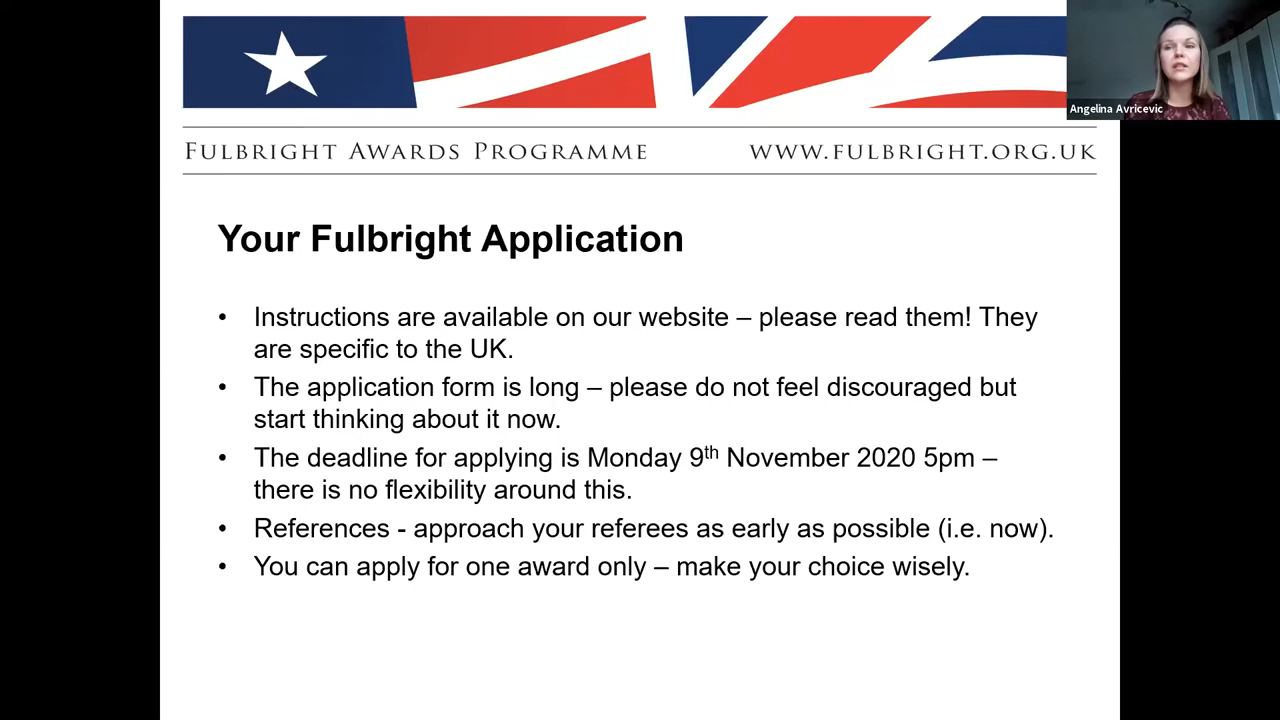 Angelina Avricevic
FULBRIGHT AWARDS PROGRAMME
WWW.FULBRIGHT.ORG.UK
Your Fulbright Application
• Instructions are available on our website – please read them! They
are specific to the UK.
• The application form is long – please do not feel discouraged but
start thinking about it now.
• The deadline for applying is Monday 9th November 2020 5pm –
there is no flexibility around this.
• References - approach your referees as early as possible (i.e. now).
• You can apply for one award only – make your choice wisely.